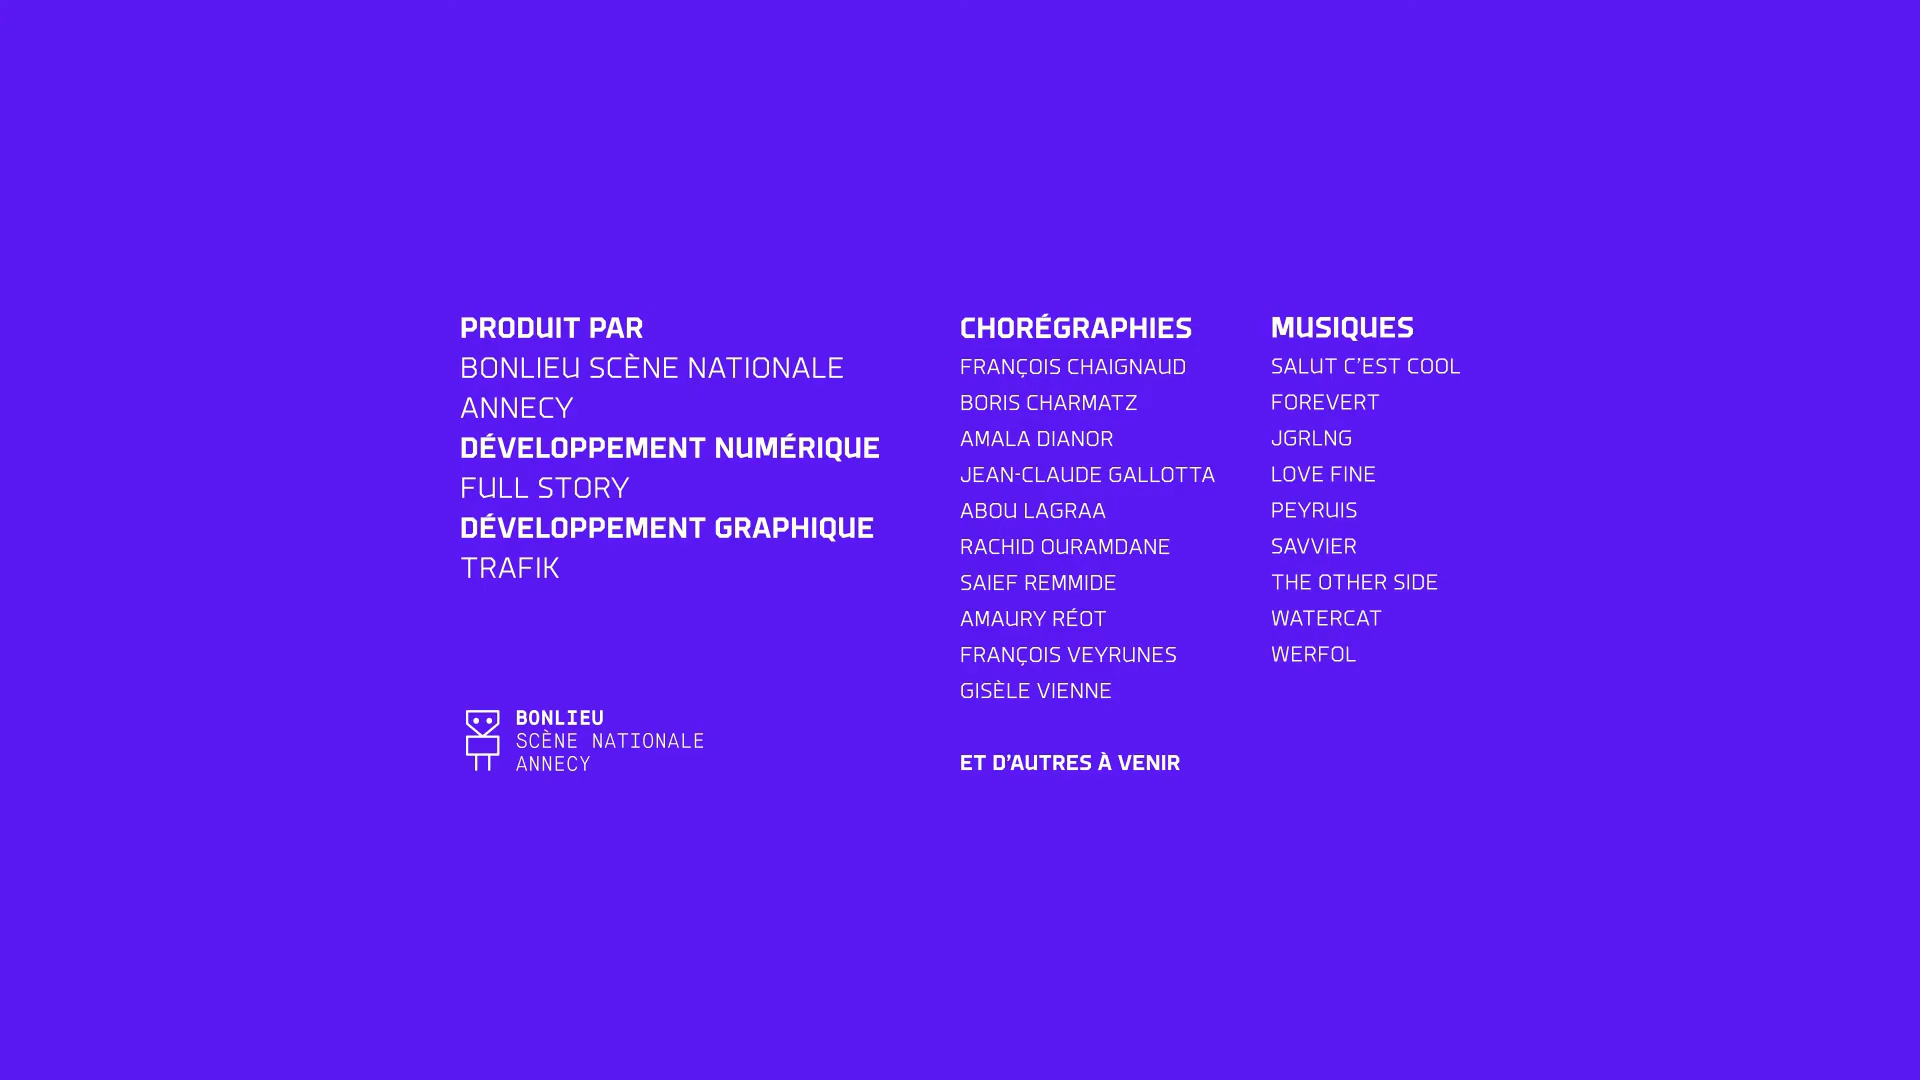 PRODUIT PAR
BONLIEU SCÈNE NATIONALE
ANNECY
DÉVELOPPEMENT NUMÉRIQUE
FULL STORY
DÉVELOPPEMENT GRAPHIQUE
TRAFIK
BONLIEU
SCÈNE NATIONALE
ANNECY
CHORÉGRAPHIES
FRANÇOIS CHAIGNAUD
BORIS CHARMATZ
AMALA DIANOR
JEAN-CLAUDE GALLOTTA
ABOU LAGRAA
RACHID OURAMDANE
SAIEF REMMIDE
AMAURY RÉOT
FRANÇOIS VEYRUNES
GISÈLE VIENNE
ET D’AUTRES À VENIR
MUSIQUES
SALUT C’EST COOL
FOREVERT
JGRLNG
LOVE FINE
PEYRUIS
SAVVIER
THE OTHER SIDE
WATERCAT
WERFOL